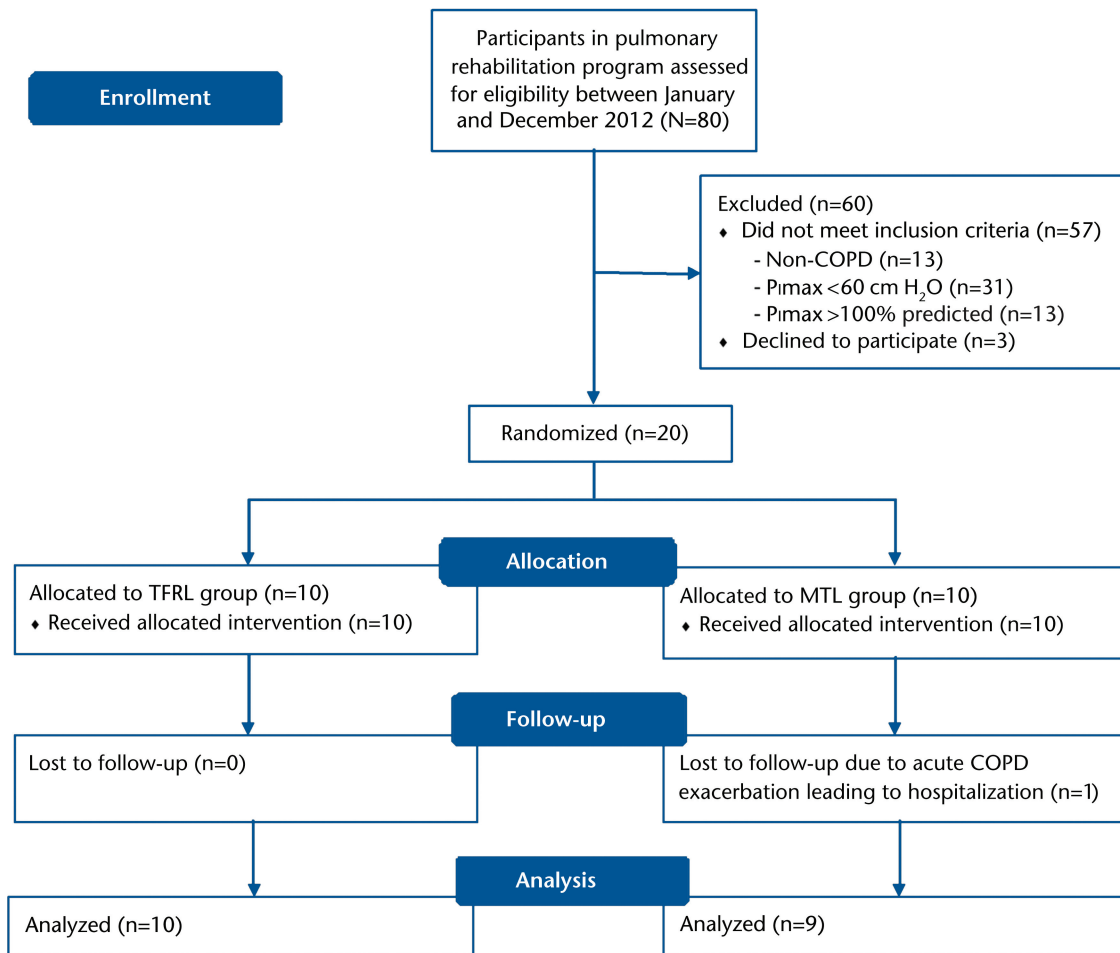 Enrollment
Participants in pulmonary
rehabilitation program assessed
for eligibility between January
and December 2012 (N=80)
Excluded (n=60)
♦ Did not meet inclusion criteria (n=57)
- Non-COPD (n=13)
- PImax <60 cm H₂O (n=31)
- PImax >100% predicted (n=13)
♦ Declined to participate (n=3)
Randomized (n=20)
Allocation
Allocated to TFRL group (n=10)
♦ Received allocated intervention (n=10)
Allocated to MTL group (n=10)
♦ Received allocated intervention (n=10)
Follow-up
Lost to follow-up (n=0)
Lost to follow-up due to acute COPD
exacerbation leading to hospitalization (n=1)
Analysis
Analyzed (n=10)
Analyzed (n=9)